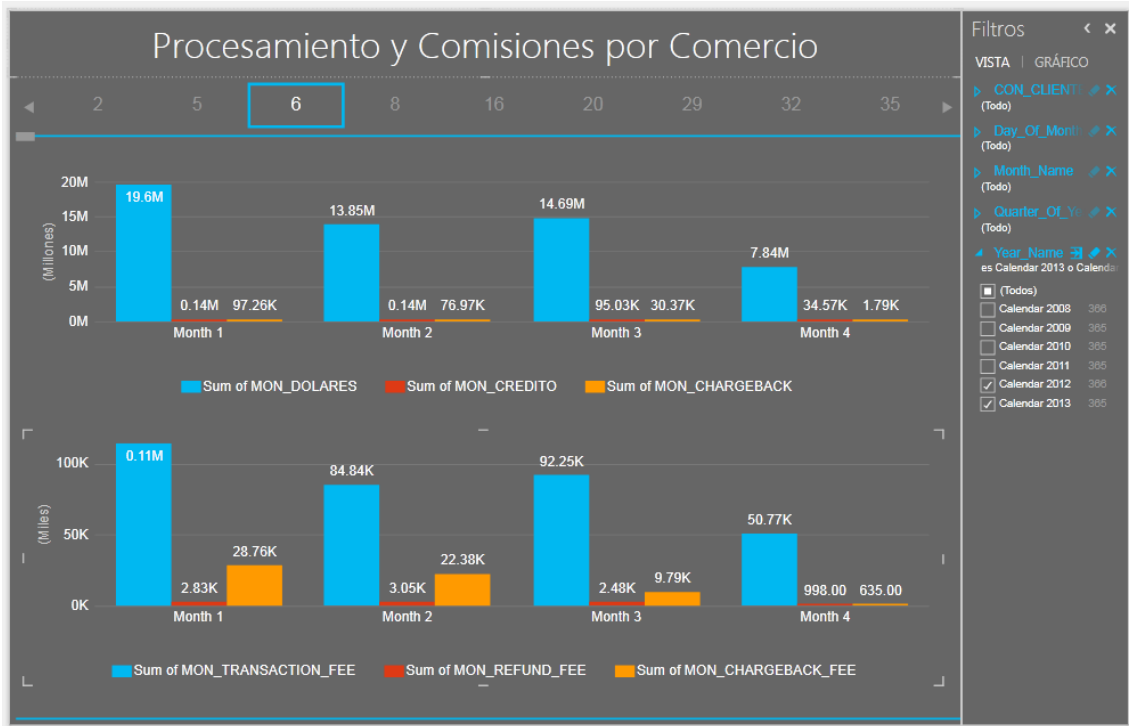 Procesamiento y Comisiones por Comercio
2 5 6 8 16 20 29 32 35
(Millones)
20M
15M
10M
5M
0M
19.6M 0.14M 97.26K
13.85M 0.14M 76.97K
14.69M 95.03K 30.37K
7.84M 34.57K 1.79K
Month 1 Month 2 Month 3 Month 4
Sum of MON_DOLARES Sum of MON_CREDITO Sum of MON_CHARGEBACK
(Miles)
100K
50K
0K
0.11M 2.83K 28.76K
84.84K 3.05K 22.38K
92.25K 2.48K 9.79K
50.77K 998.00 635.00
Month 1 Month 2 Month 3 Month 4
Sum of MON_TRANSACTION_FEE Sum of MON_REFUND_FEE Sum of MON_CHARGEBACK_FEE
Filtros
VISTA | GRÁFICO
CON_CLIENT
(Todo)
Day_Of_Month
(Todo)
Month_Name
(Todo)
Quarter_Of_Ye
(Todo)
Year_Name
es Calendar 2013 o Calenda
(Todos)
Calendar 2008 366
Calendar 2009 365
Calendar 2010 365
Calendar 2011 365
Calendar 2012 366
Calendar 2013 365